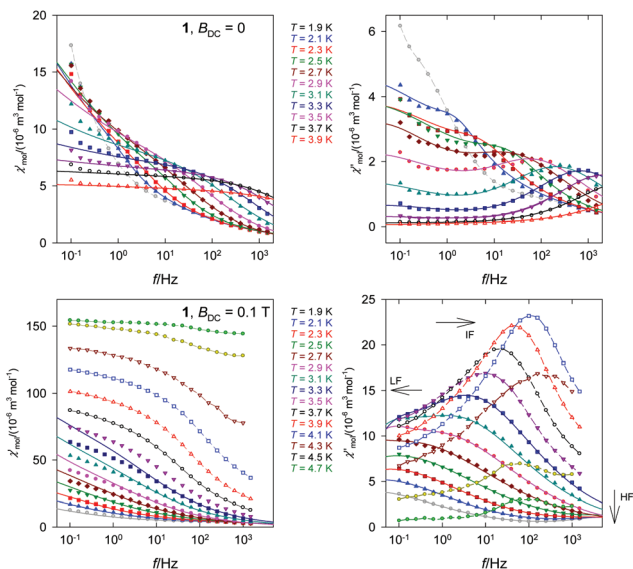 1, B_DC = 0
χ'_mol/(10⁻⁶ m³ mol⁻¹)
20
15
10
5
0
10⁻¹ 10⁰ 10¹ 10² 10³
f/Hz
T = 1.9 K
T = 2.1 K
T = 2.3 K
T = 2.5 K
T = 2.7 K
T = 2.9 K
T = 3.1 K
T = 3.3 K
T = 3.5 K
T = 3.7 K
T = 3.9 K
χ"_mol/(10⁻⁶ m³ mol⁻¹)
6
4
2
0
10⁻¹ 10⁰ 10¹ 10² 10³
f/Hz
1, B_DC = 0.1 T
χ'_mol/(10⁻⁶ m³ mol⁻¹)
150
100
50
0
10⁻¹ 10⁰ 10¹ 10² 10³
f/Hz
T = 1.9 K
T = 2.1 K
T = 2.3 K
T = 2.5 K
T = 2.7 K
T = 2.9 K
T = 3.1 K
T = 3.3 K
T = 3.5 K
T = 3.7 K
T = 3.9 K
T = 4.1 K
T = 4.3 K
T = 4.5 K
T = 4.7 K
χ"_mol/(10⁻⁶ m³ mol⁻¹)
25
20
15
10
5
0
IF
LF
HF
10⁻¹ 10⁰ 10¹ 10² 10³
f/Hz